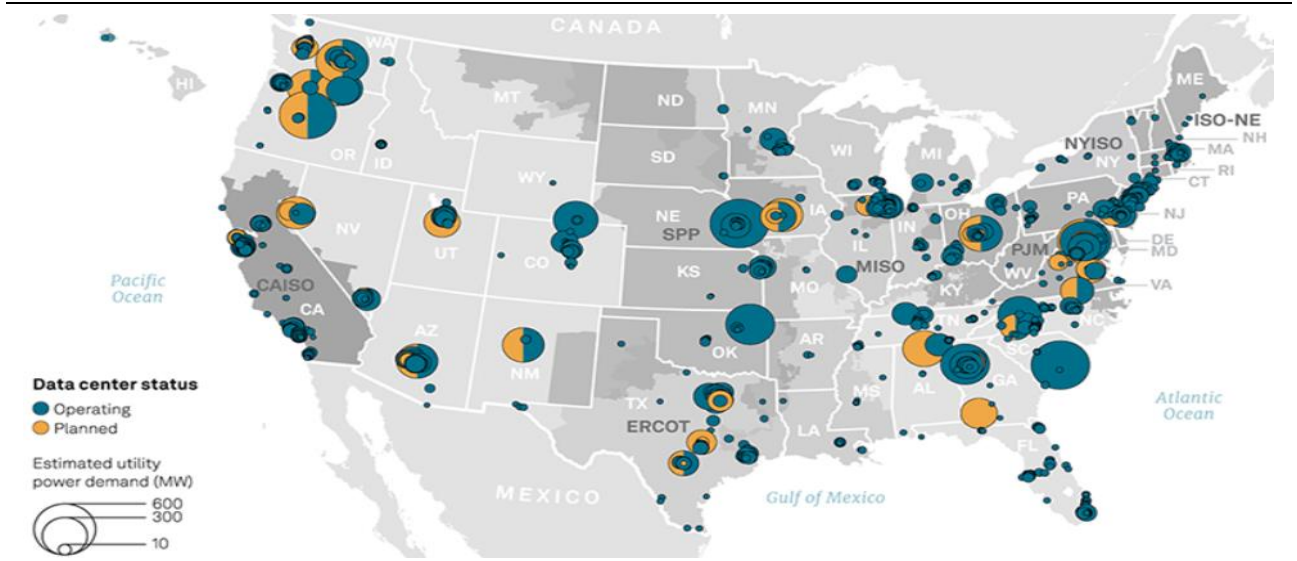 CANADA
WA
HI
ME
MT
ND
MN
VT
ISO-NE
NH
NYISO
MA
OR
ID
SD
WI
MI
NY
RI
WY
CT
PA
NE
IA
NV
SPP
OH
NJ
UT
IL
IN
DE
PJM
MD
CO
MISO
WV
Pacific
Ocean
KS
MO
KY
VA
CAISO
CA
AZ
TN
NC
OK
AR
NM
SC
Data center status
Operating
Planned
MS
AL
GA
TX
ERCOT
LA
Atlantic
Ocean
FL
Estimated utility
power demand (MW)
MEXICO
Gulf of Mexico
600
300
10